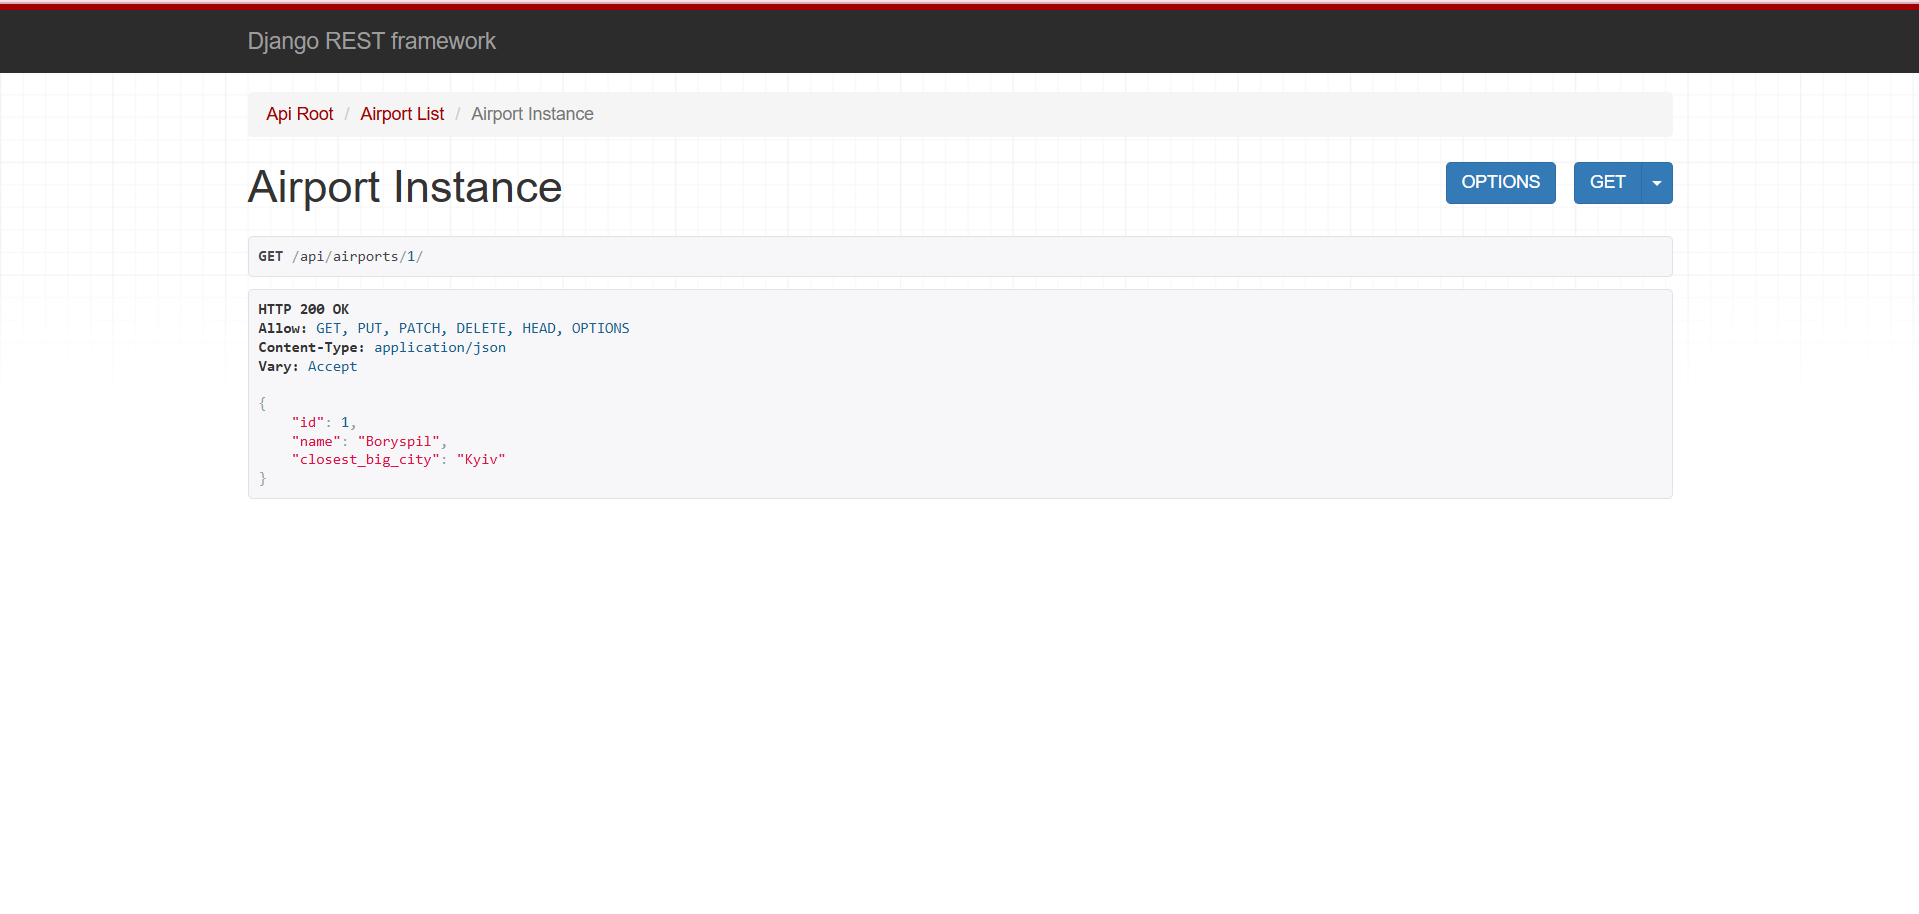 Django REST framework
Api Root / Airport List / Airport Instance
Airport Instance
OPTIONS GET
GET /api/airports/1/
HTTP 200 OK
Allow: GET, PUT, PATCH, DELETE, HEAD, OPTIONS
Content-Type: application/json
Vary: Accept
{
    "id": 1,
    "name": "Boryspil",
    "closest_big_city": "Kyiv"
}